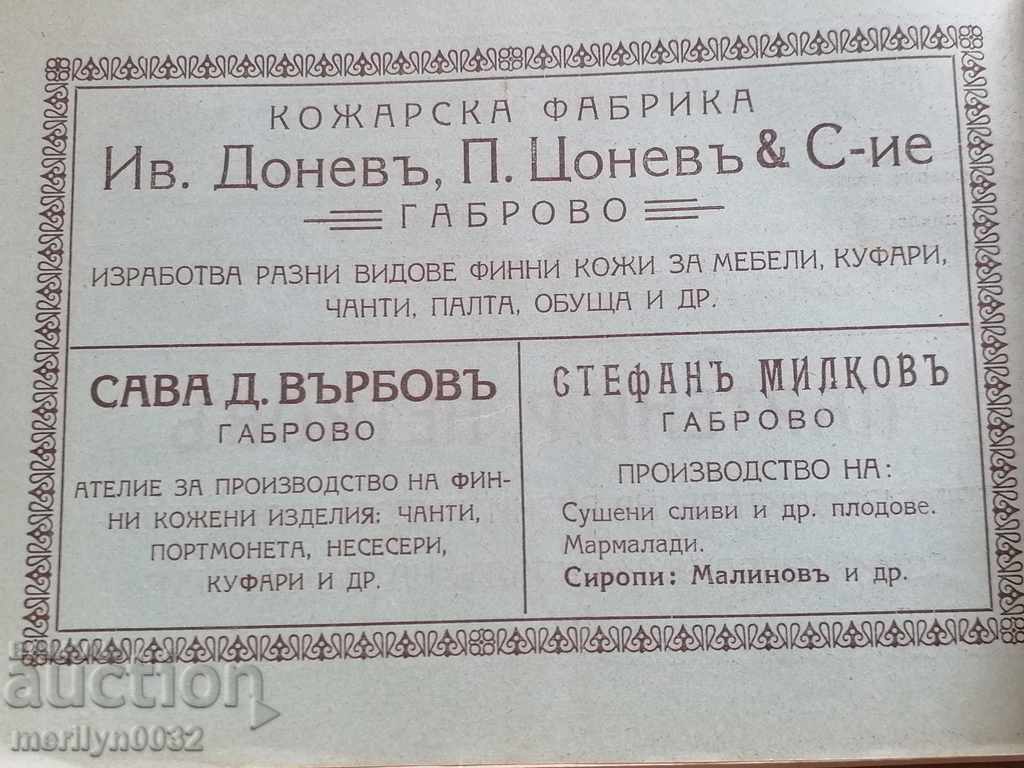 КОЖАРСКА ФАБРИКА
Ив. Доневъ, П. Цоневъ & С-ие
ГАБРОВО
ИЗРАБОТВА РАЗНИ ВИДОВЕ ФИННИ КОЖИ ЗА МЕБЕЛИ, КУФАРИ,
ЧАНТИ, ПАЛТА, ОБУЩА И ДР.
САВА Д. ВЪРБОВЪ
ГАБРОВО
АТЕЛИЕ ЗА ПРОИЗВОДСТВО НА ФИН-
НИ КОЖЕНИ ИЗДЕЛИЯ: ЧАНТИ,
ПОРТМОНЕТА, НЕСЕСЕРИ,
КУФАРИ И ДР.
СТЕФАНЪ МИЛКОВЪ
ГАБРОВО
ПРОИЗВОДСТВО НА:
Сушени сливи и др. плодове.
Мармалади.
Сиропи: Малиновъ и др.
auction
merilyn0032